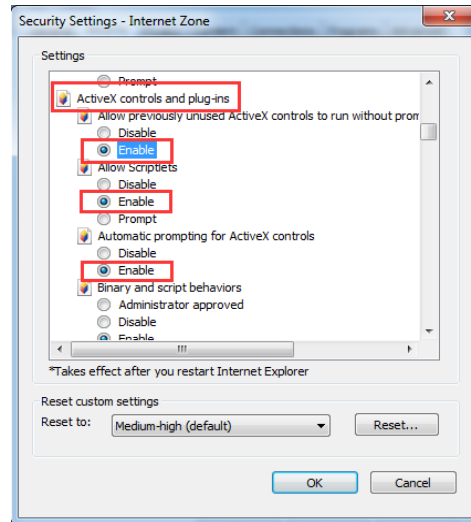 Security Settings - Internet Zone
Settings
Prompt
ActiveX controls and plug-ins
Allow previously unused ActiveX controls to run without prom
Disable
Enable
Allow Scriptlets
Disable
Enable
Prompt
Automatic prompting for ActiveX controls
Disable
Enable
Binary and script behaviors
Administrator approved
Disable
Enable
*Takes effect after you restart Internet Explorer
Reset custom settings
Reset to:
Medium-high (default)
Reset...
OK
Cancel